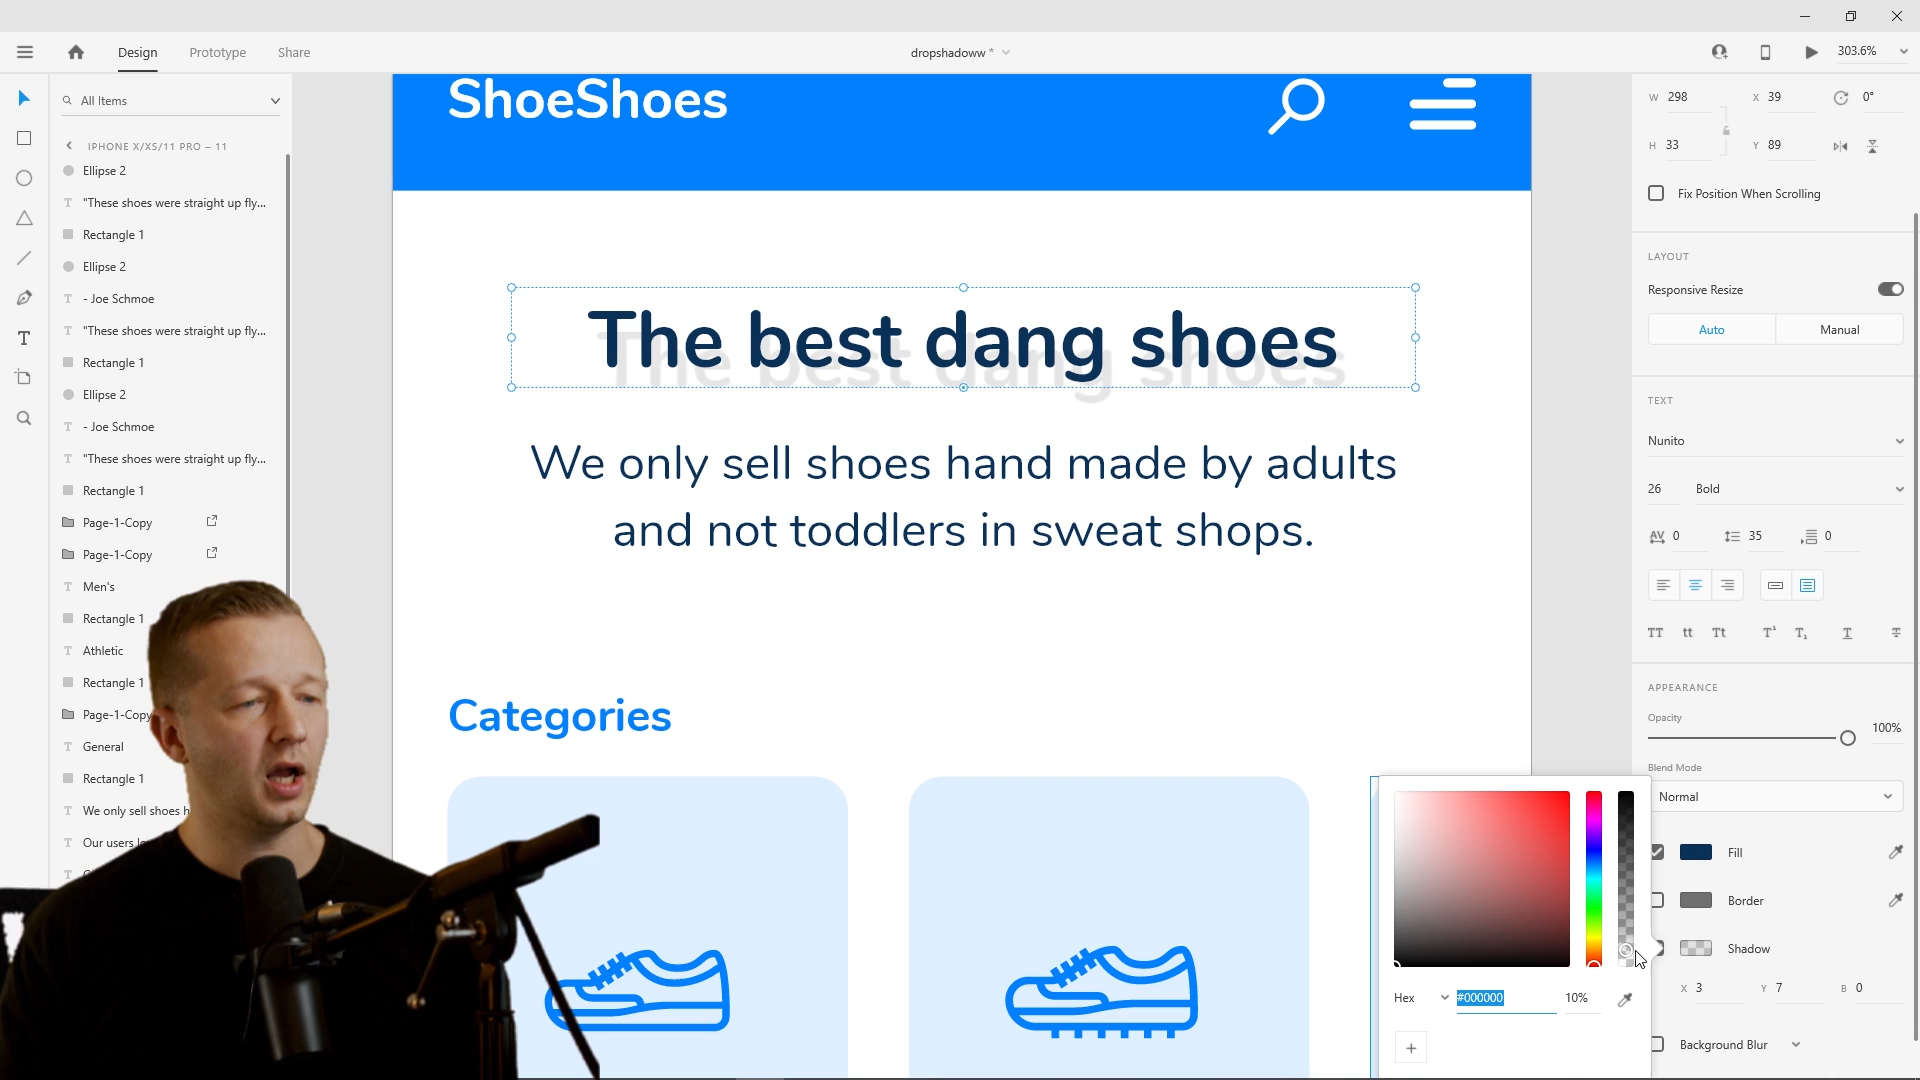 Design
Prototype
Share
dropshadoww *
303.6%
All Items
IPHONE X/XS/11 PRO – 11
Ellipse 2
"These shoes were straight up fly...
Rectangle 1
Ellipse 2
- Joe Schmoe
"These shoes were straight up fly...
Rectangle 1
Ellipse 2
- Joe Schmoe
"These shoes were straight up fly...
Rectangle 1
Page-1-Copy
Page-1-Copy
Men's
Rectangle 1
Athletic
Rectangle 1
Page-1-Copy
General
Rectangle 1
We only sell shoes h
Our users
ShoeShoes
The best dang shoes
We only sell shoes hand made by adults
and not toddlers in sweat shops.
Categories
W 298
X 39
0°
H 33
Y 89
Fix Position When Scrolling
LAYOUT
Responsive Resize
Auto
Manual
TEXT
Nunito
26
Bold
AV 0
35
0
TT
tt
Tt
T¹
T₁
T
T
APPEARANCE
Opacity
100%
Blend Mode
Normal
Fill
Border
Shadow
X 3
Y 7
B 0
Background Blur
Hex
#000000
10%
+